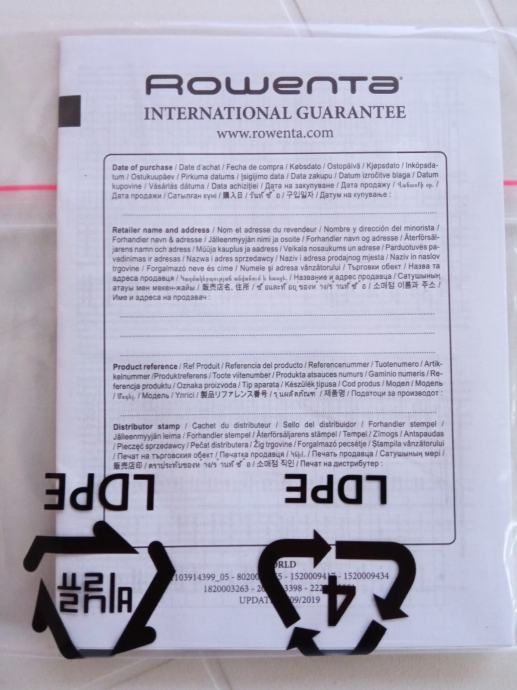 Rowenta
INTERNATIONAL GUARANTEE
www.rowenta.com
Date of purchase / Date d'achat / Fecha de compra / Købsdato / Ostopäivä / Kjøpsdato / Inköpsda-
tum / Ostukuupäev / Pirkuma datums / Įsigijimo data / Data zakupu / Datum izročitve blaga / Datum
kupovine / Vásárlás dátuma / Data achiziției / Дата на закупуване / Дата продажу /
Дата продажи / Сатылған күні / 購入日 / / 구입일자 / Датум на купување :
Retailer name and address / Nom et adresse du revendeur / Nombre y dirección del minorista /
Forhandler navn & adresse / Jälleenmyyjän nimi ja osoite / Forhandler navn og adresse / Återförsäl-
jarens namn och adress / Müüja kauplus ja aadress / Veikala nosaukums un adrese / Parduotuvės pa-
vadinimas ir adresas / Nazwa i adres sprzedawcy / Naziv i adresa prodajnog mjesta / Naziv in naslov
trgovine / Forgalmazó neve és címe / Numele și adresa vânzătorului / Търговски обект / Назва та
адреса продавця / / Название и адрес продавца / Сатушының
атауы мен мекен-жайы / 販売店名, 住所 / / 소매점 이름과 주소 /
Име и адреса на продавач :
Product reference / Ref Produit / Referencia del producto / Referencenummer / Tuotenumero / Artik-
kelnummer /Produktreferens / Toote viitenumber / Produkta atsauces numurs / Gaminio numeris / Re-
ferencja produktu / Oznaka proizvoda / Tip aparata / Készülék típusa / Cod produs / Модел / Модель
/ / Модель / Үлгісі / 製品リファレンス番号 / / 제품명 / Податоци за производот :
Distributor stamp / Cachet du distributeur / Sello del distribuidor / Forhandler stempel /
Jälleenmyyjän leima / Forhandler stempel / Återförsäljarens stämpel / Tempel / Zīmogs / Antspaudas
/ Pieczęć sprzedawcy / Pečat distributera / Žig trgovine / Forgalmazó pecsétje / Ștampila vânzătorului
/ Печат на търговския обект / Печатка продавця / / Печать продавца / Сатушының мөрі /
販売店印 / / 소매점 직인 / Печат на дистрибутер :
LDPE LDPE
비닐류 4
2103914399_05 - 1520009434
1820003263
09/2019